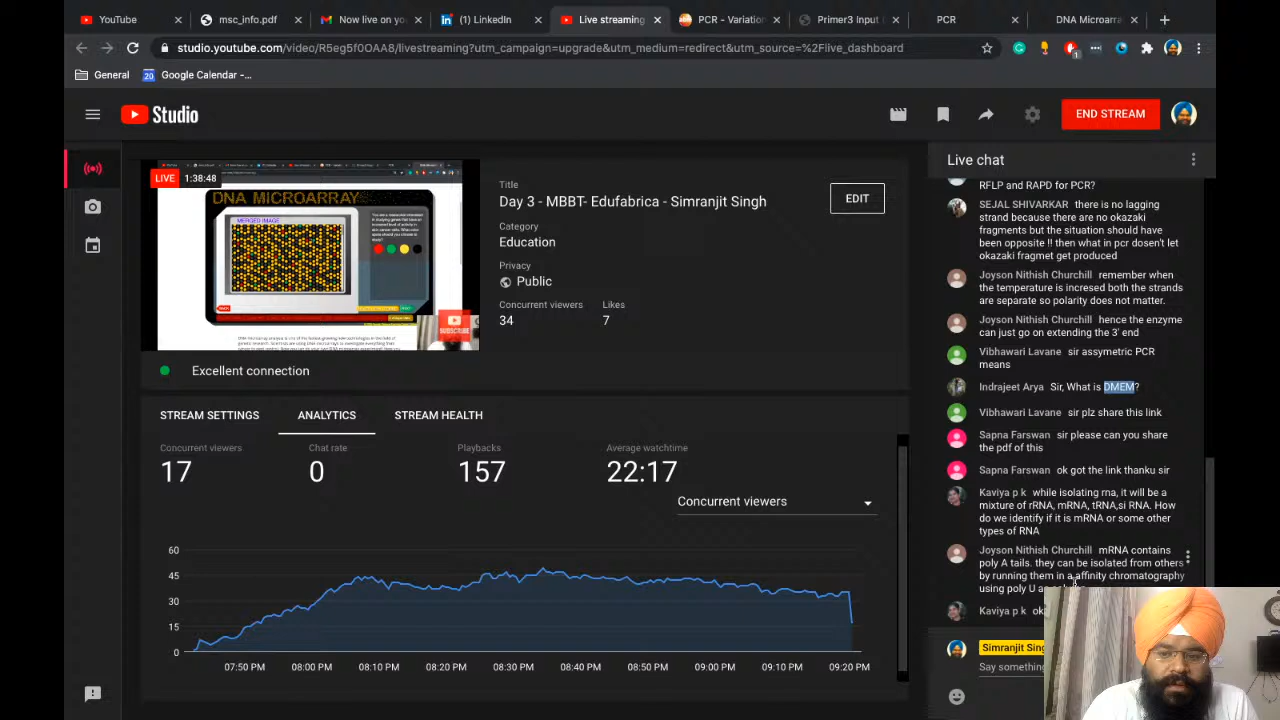 YouTube
msc_info.pdf
Now live on yo
(1) LinkedIn
Live streaming
PCR - Variation
Primer3 Input
PCR
DNA Microarra
studio.youtube.com/video/R5eg5f0OAA8/livestreaming?utm_campaign=upgrade&utm_medium=redirect&utm_source=%2Flive_dashboard
General
20
Google Calendar -...
1
Studio
END STREAM
LIVE
1:38:48
DNA MICROARRAY
MERGED IMAGE
SUBSCRIBE
Title
Day 3 - MBBT- Edufabrica - Simranjit Singh
EDIT
Category
Education
Privacy
Public
Concurrent viewers
Likes
34
7
Excellent connection
STREAM SETTINGS
ANALYTICS
STREAM HEALTH
Concurrent viewers
Chat rate
Playbacks
Average watchtime
17
0
157
22:17
Concurrent viewers
60
45
30
15
0
07:50 PM
08:00 PM
08:10 PM
08:20 PM
08:30 PM
08:40 PM
08:50 PM
09:00 PM
09:10 PM
09:20 PM
Live chat
RFLP and RAPD for PCR?
SEJAL SHIVARKAR there is no lagging
strand because there are no okazaki
fragments but the situation should have
been opposite !! then what in pcr dosen't let
okazaki fragmet get produced
Joyson Nithish Churchill remember when
the temperature is incresed both the strands
are separate so polarity does not matter.
Joyson Nithish Churchill hence the enzyme
can just go on extending the 3' end
Vibhawari Lavane sir assymetric PCR
means
Indrajeet Arya Sir, What is DMEM?
Vibhawari Lavane sir plz share this link
Sapna Farswan sir please can you share
the pdf of this
Sapna Farswan ok got the link thanku sir
Kaviya p k while isolating rna, it will be a
mixture of rRNA, mRNA, tRNA,si RNA. How
do we identify if it is mRNA or some other
types of RNA
Joyson Nithish Churchill mRNA contains
poly A tails. they can be isolated from others
by running them in a affinity chromatography
using poly U
Kaviya p k
Simranjit Sing
Say something